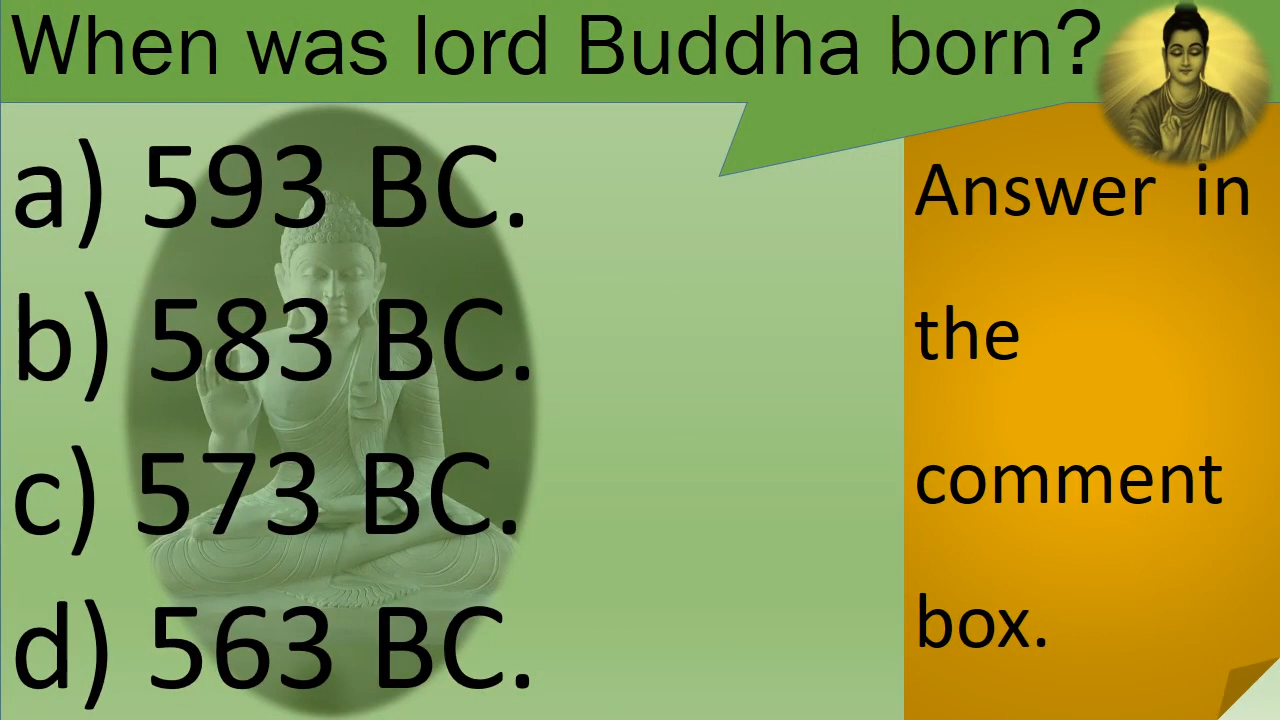 When was lord Buddha born?
a) 593 BC.
b) 583 BC.
c) 573 BC.
d) 563 BC.
Answer in
the
comment
box.